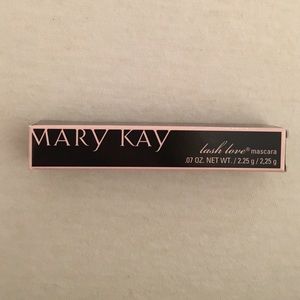 MARY KAY
lash love® mascara
.07 OZ. NET WT. / 2.25 g / 2,25 g